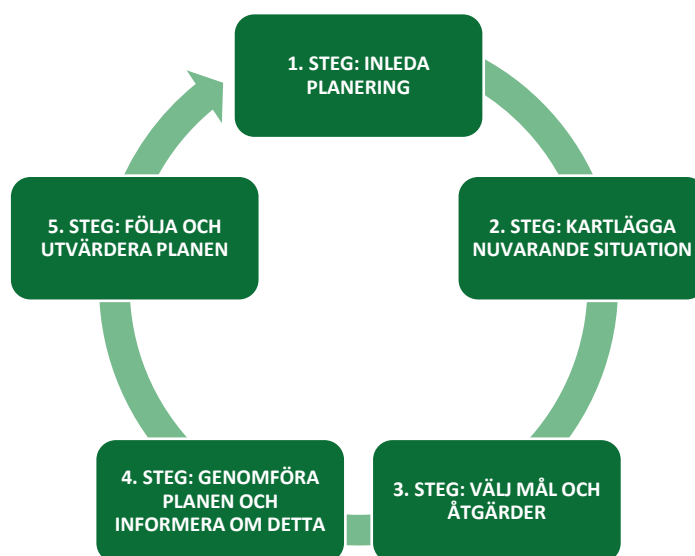 1. STEG: INLEDA
PLANERING
2. STEG: KARTLÄGGA
NUVARANDE SITUATION
3. STEG: VÄLJ MÅL OCH
ÅTGÄRDER
4. STEG: GENOMFÖRA
PLANEN OCH
INFORMERA OM DETTA
5. STEG: FÖLJA OCH
UTVÄRDERA PLANEN